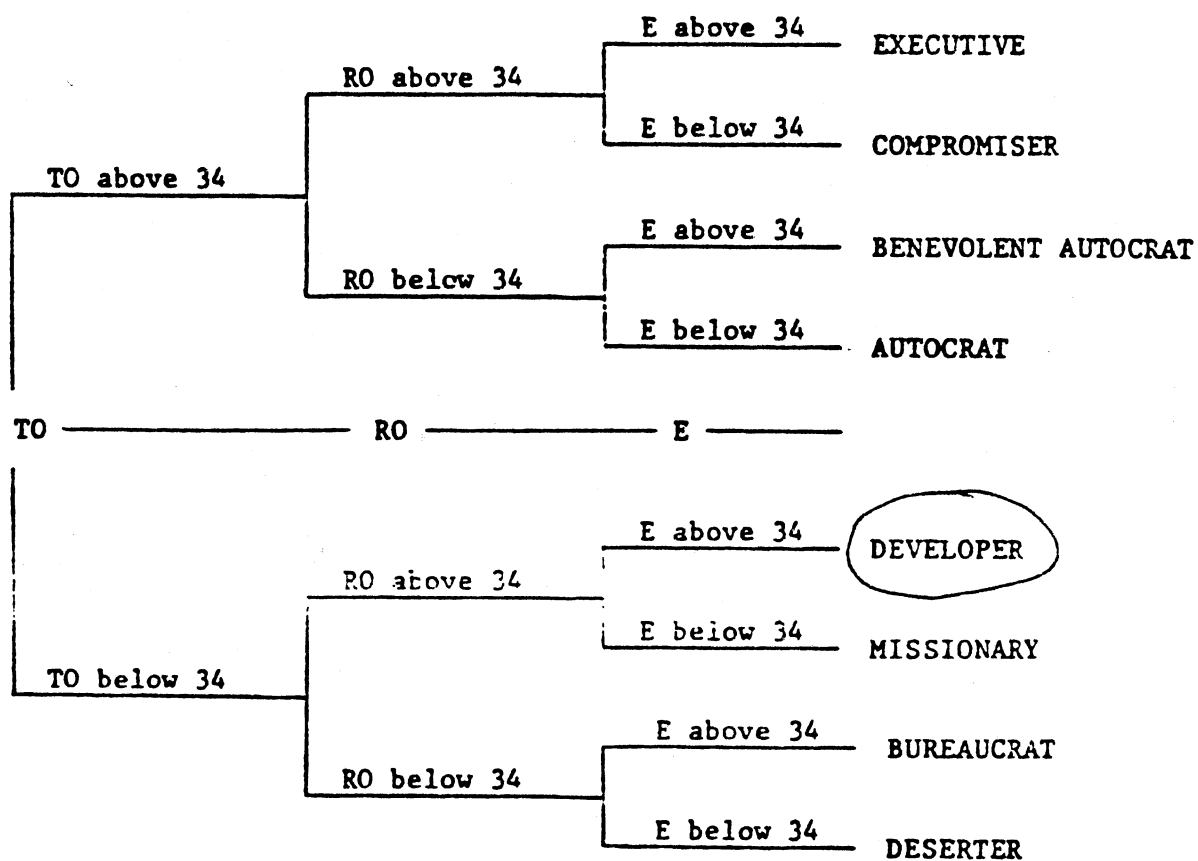 E above 34 EXECUTIVE
RO above 34
E below 34 COMPROMISER
TO above 34
E above 34 BENEVOLENT AUTOCRAT
RO below 34
E below 34 AUTOCRAT
TO RO E
E above 34 DEVELOPER
RO above 34
E below 34 MISSIONARY
TO below 34
E above 34 BUREAUCRAT
RO below 34
E below 34 DESERTER